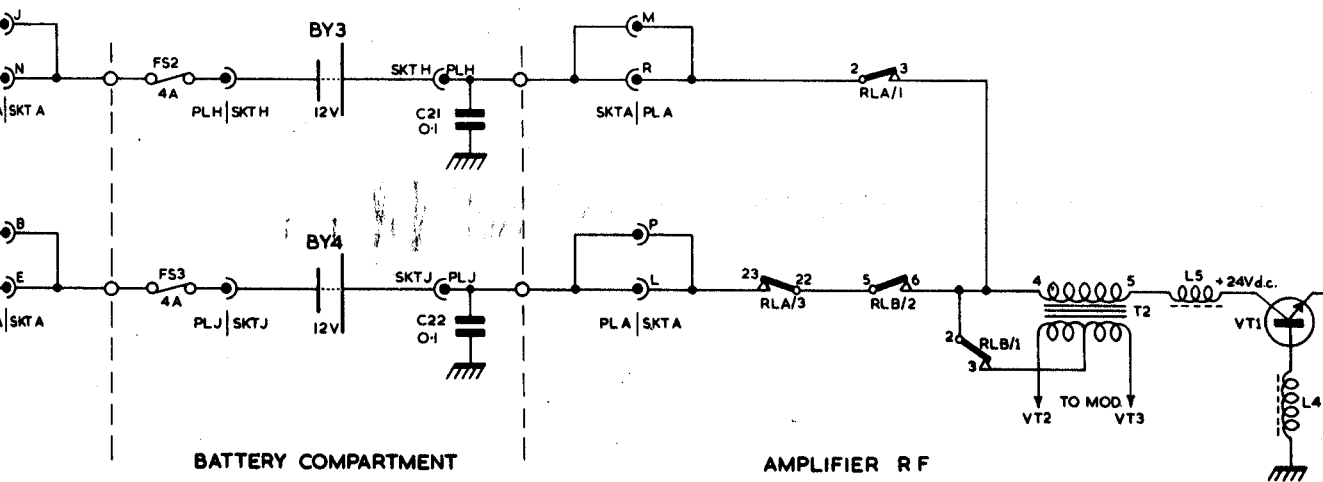 J
BY3
M
N
FS2
SKT H
PLH
R
2
3
4A
RLA/1
SKT A
PLH
SKT H
12V
C21
0·1
SKTA
PLA
B
BY4
P
E
FS3
SKTJ
PLJ
L
23
22
5
6
4
5
L5
+24Vd.c.
4A
RLA/3
RLB/2
T2
SKT A
PLJ
SKTJ
12V
C22
0·1
PLA
SKTA
VT1
2
RLB/1
3
TO MOD.
VT2
VT3
L4
BATTERY COMPARTMENT
AMPLIFIER RF